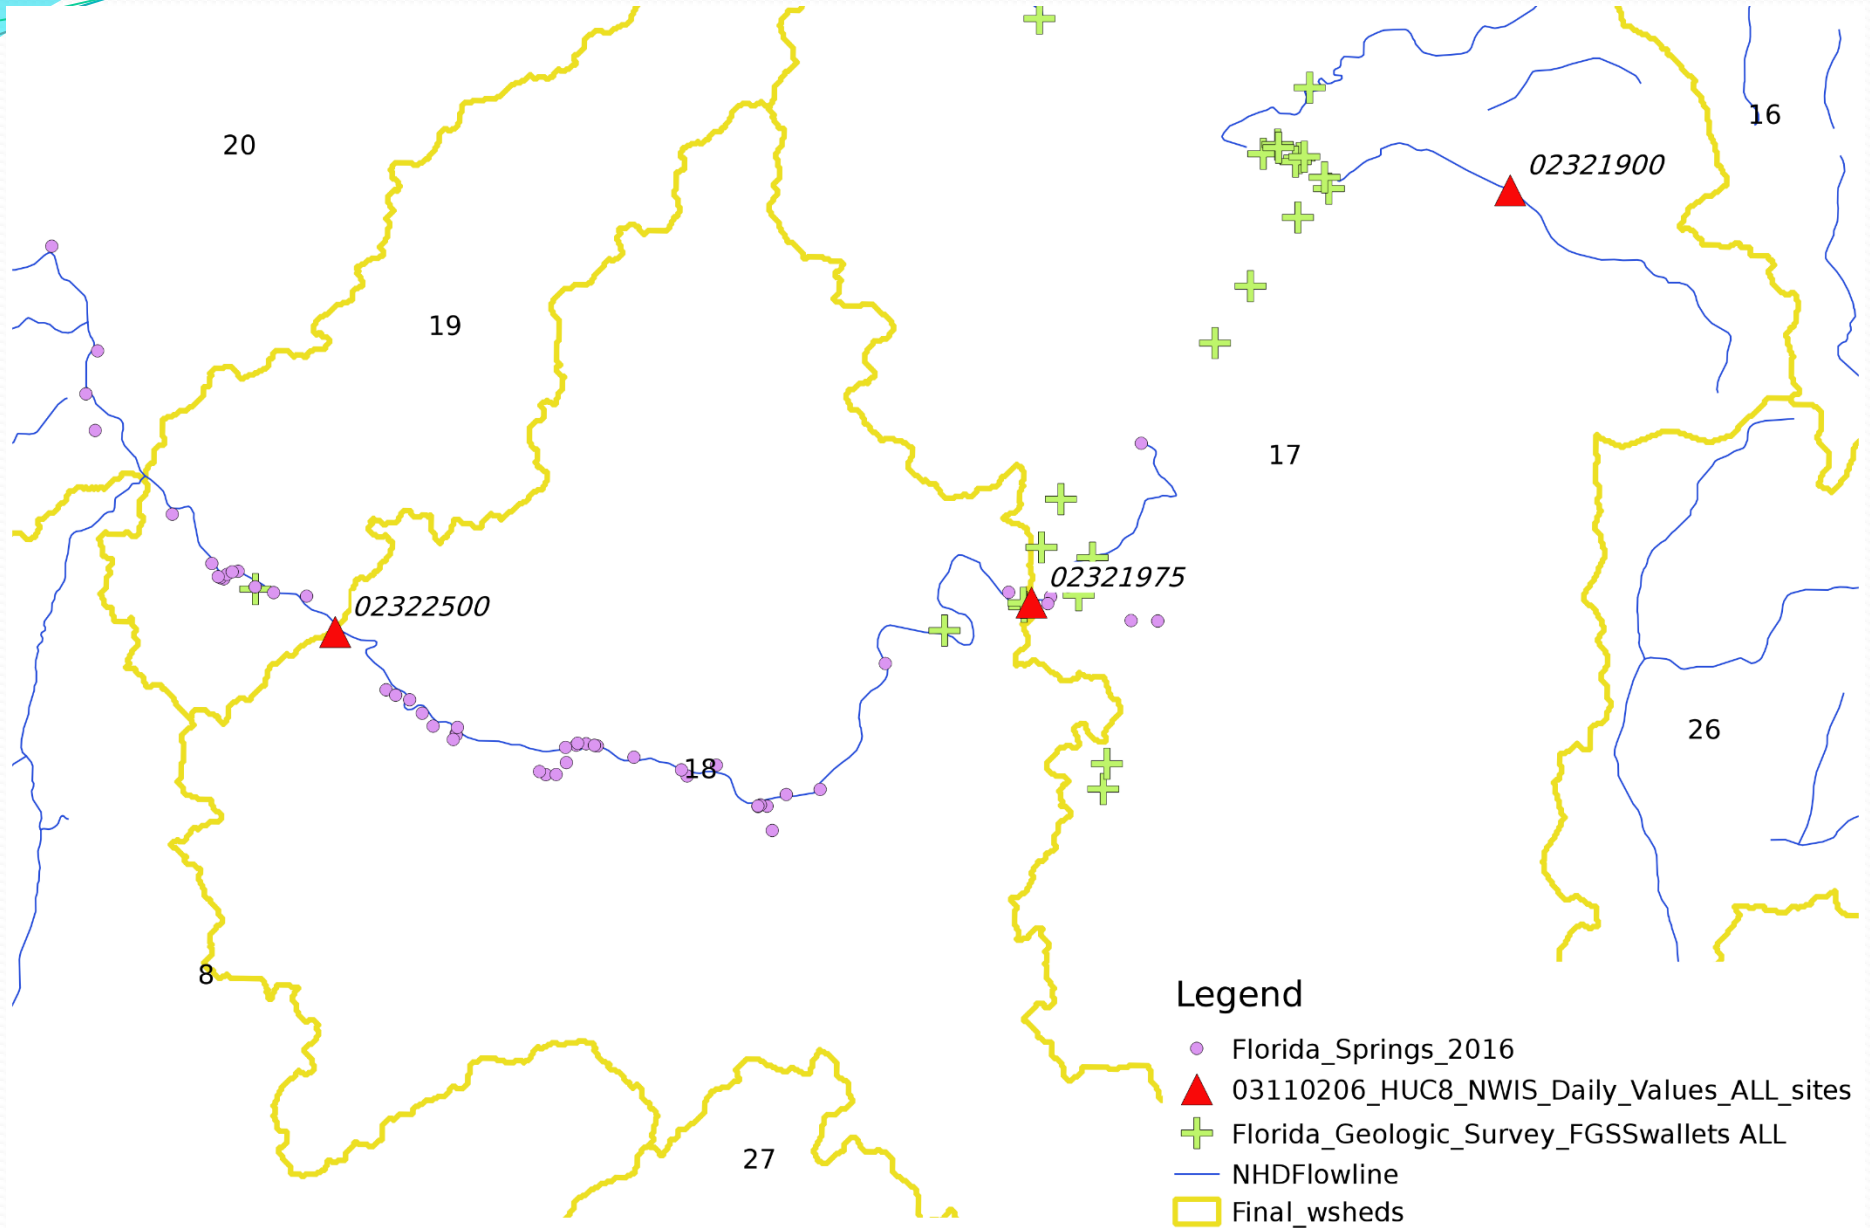 16
20
02321900
19
17
02321975
02322500
26
18
8
Legend
Florida_Springs_2016
03110206_HUC8_NWIS_Daily_Values_ALL_sites
Florida_Geologic_Survey_FGSSwallets ALL
27
NHDFlowline
Final_wsheds